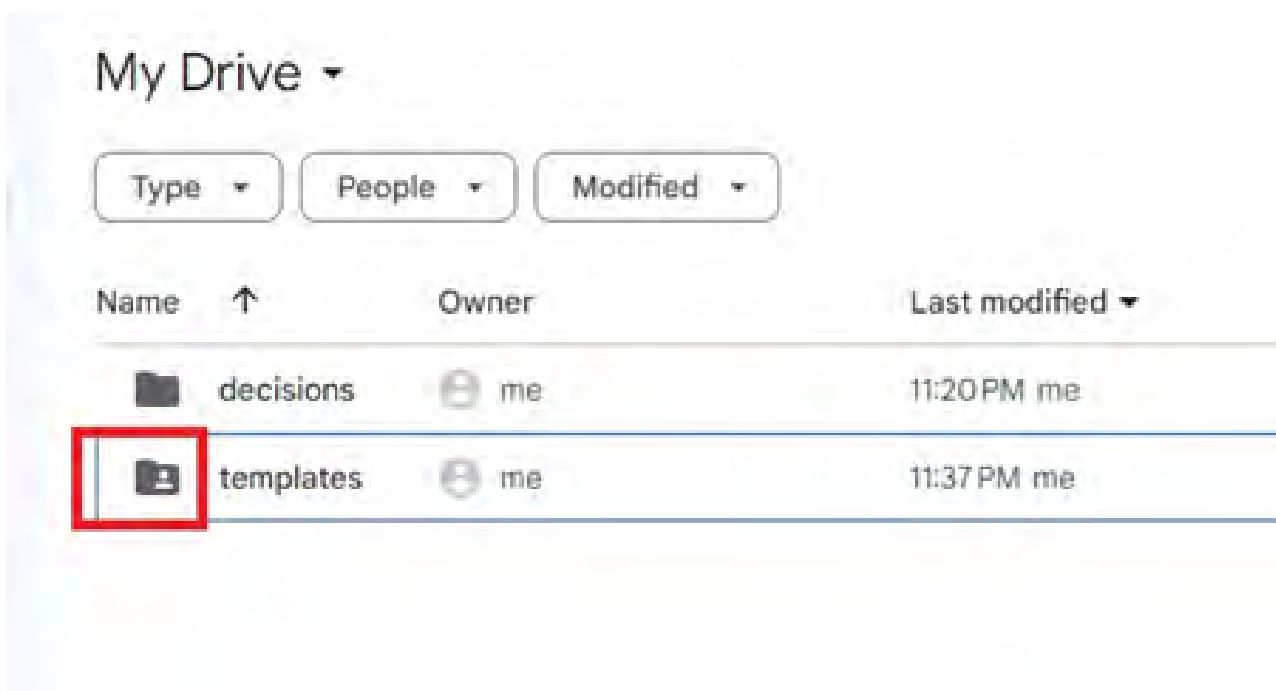 My Drive
Type People Modified
Name Owner Last modified
decisions me 11:20 PM me
templates me 11:37 PM me